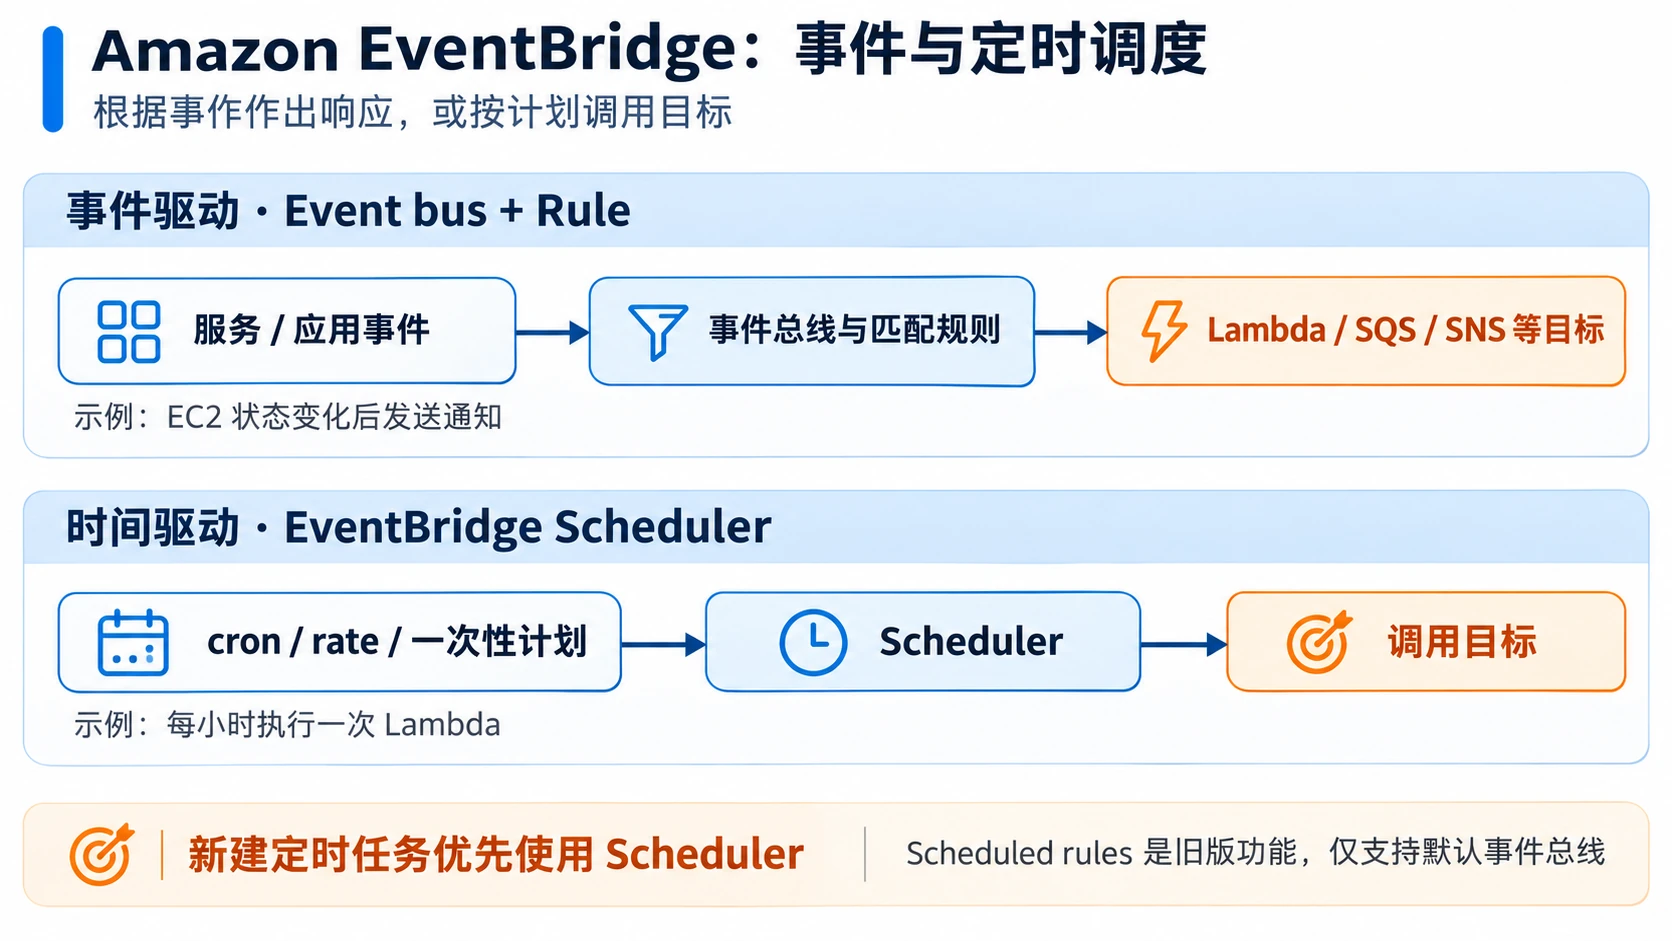 Amazon EventBridge：事件与定时调度
根据事作作出响应，或按计划调用目标
事件驱动 · Event bus + Rule
服务 / 应用事件
事件总线与匹配规则
Lambda / SQS / SNS 等目标
示例：EC2 状态变化后发送通知
时间驱动 · EventBridge Scheduler
cron / rate / 一次性计划
Scheduler
调用目标
示例：每小时执行一次 Lambda
新建定时任务优先使用 Scheduler
Scheduled rules 是旧版功能，仅支持默认事件总线